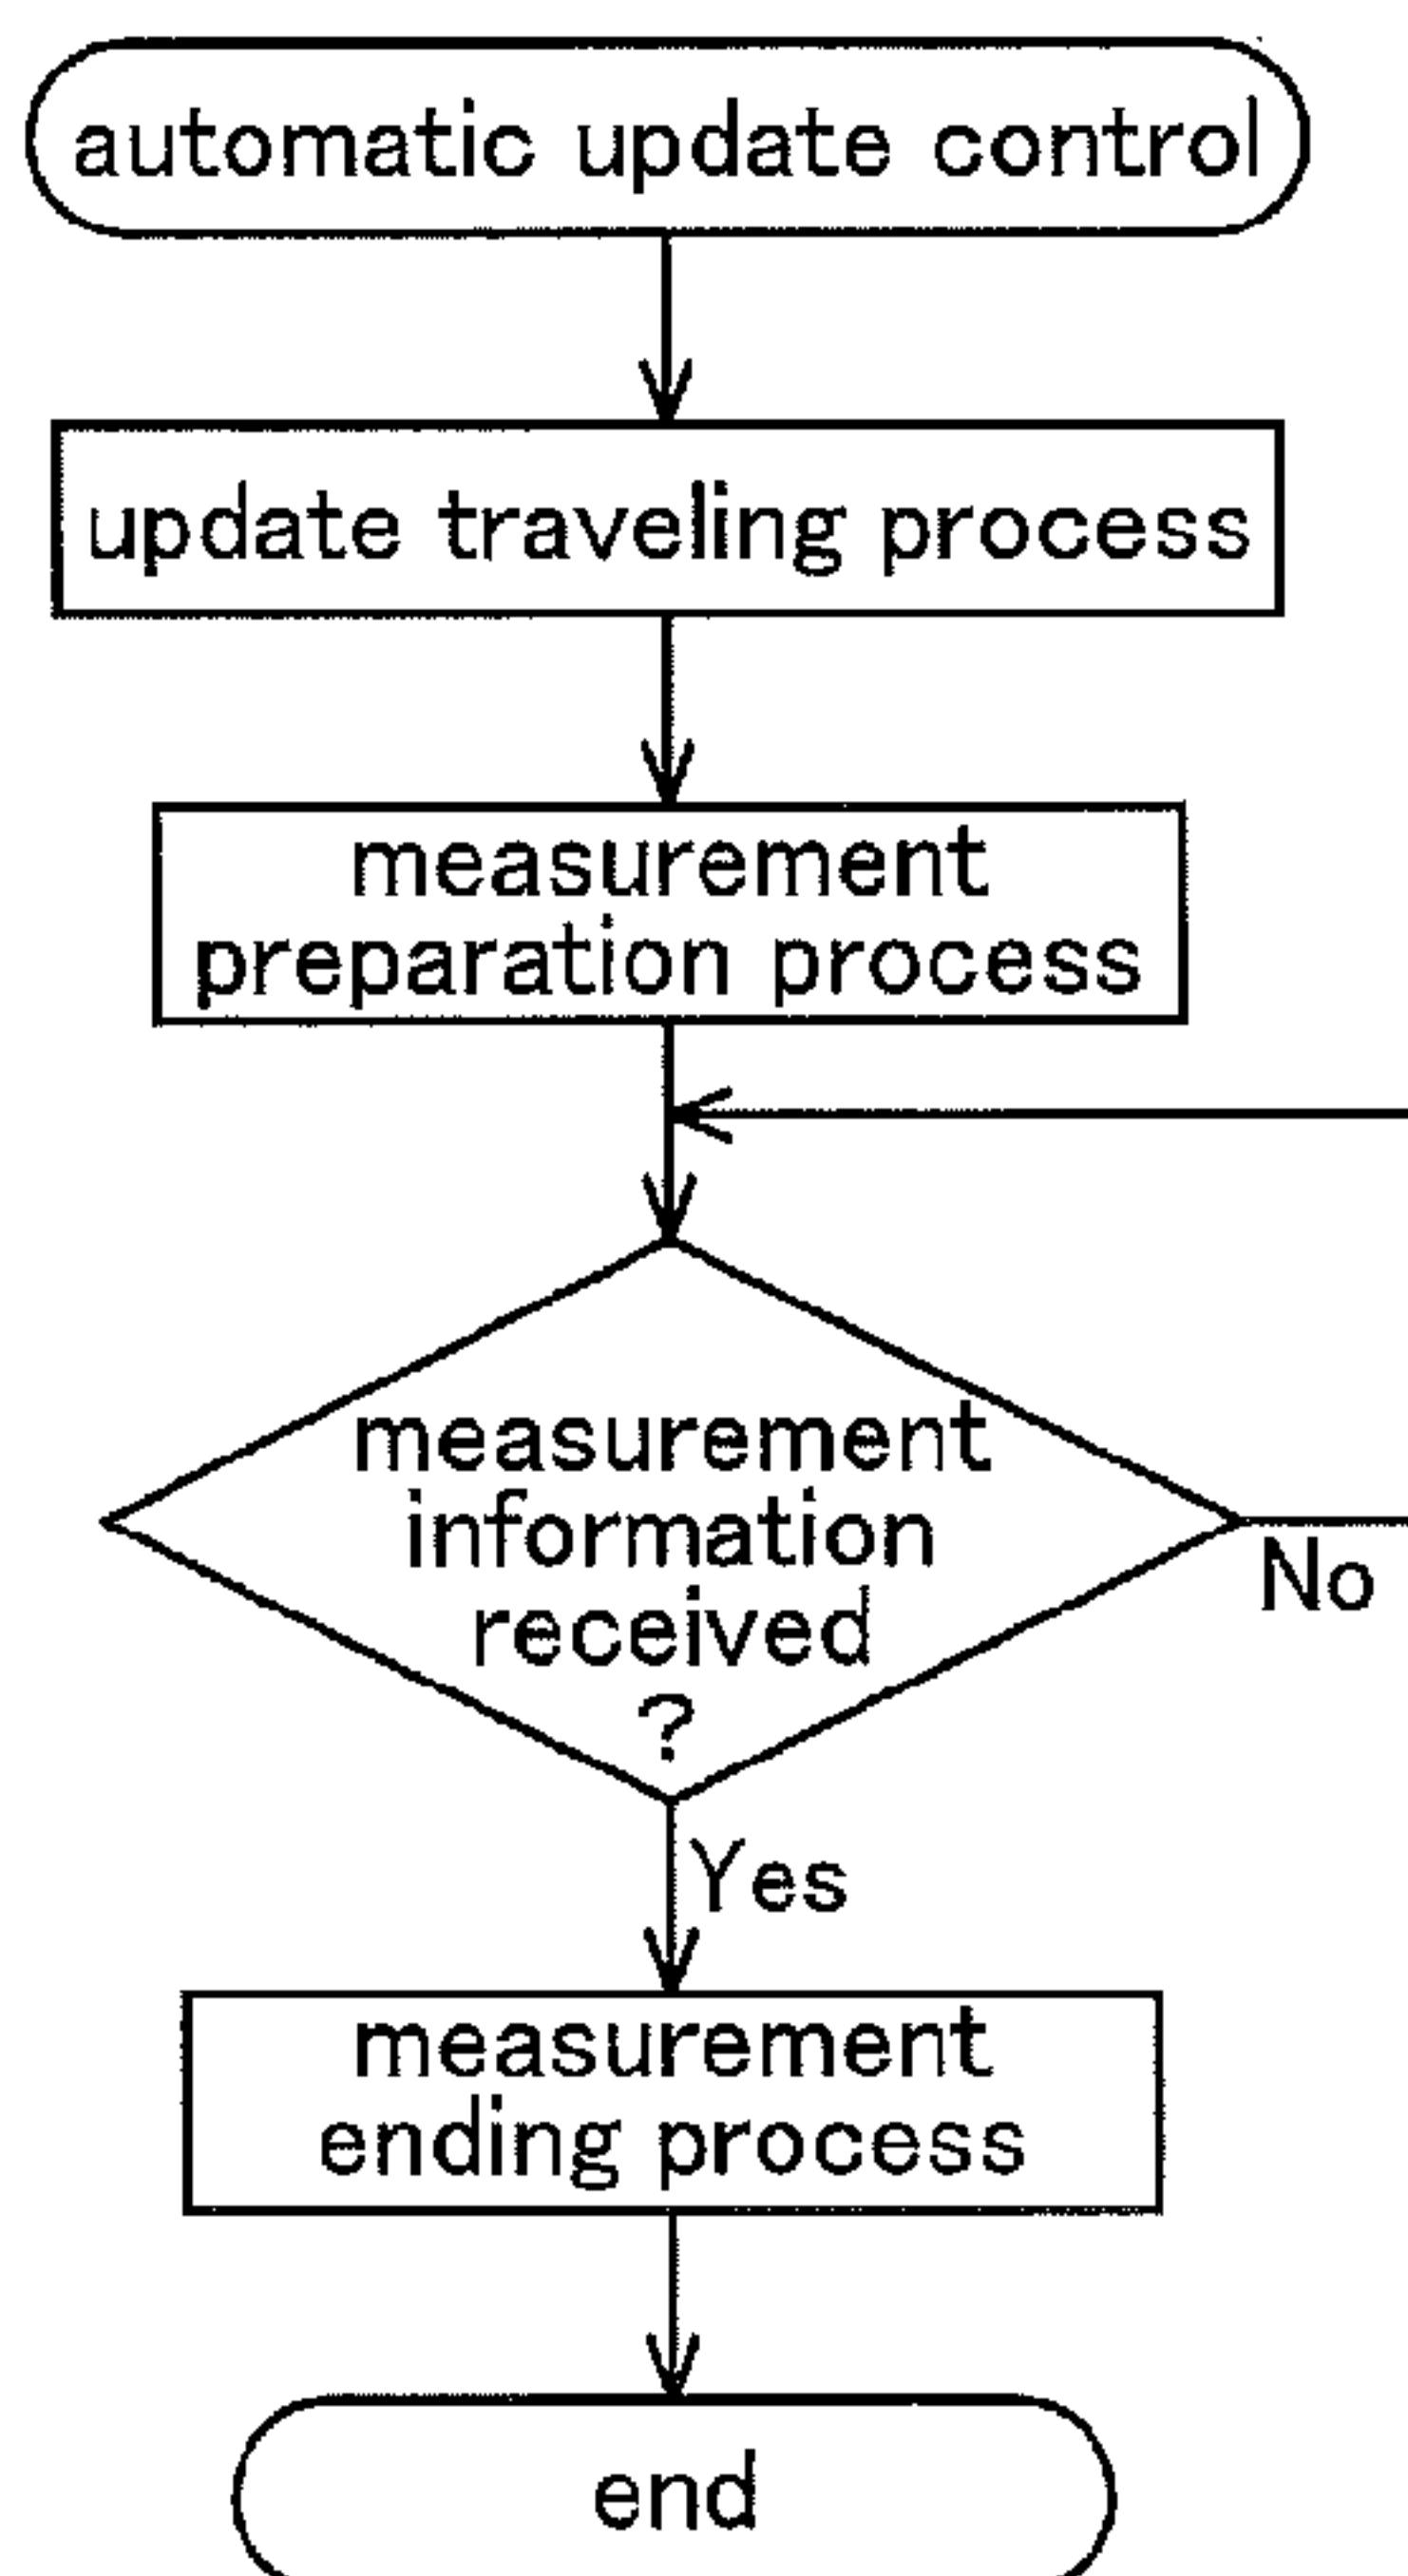 automatic update control
update traveling process
measurement
preparation process
measurement
information
received
?
No
Yes
measurement
ending process
end